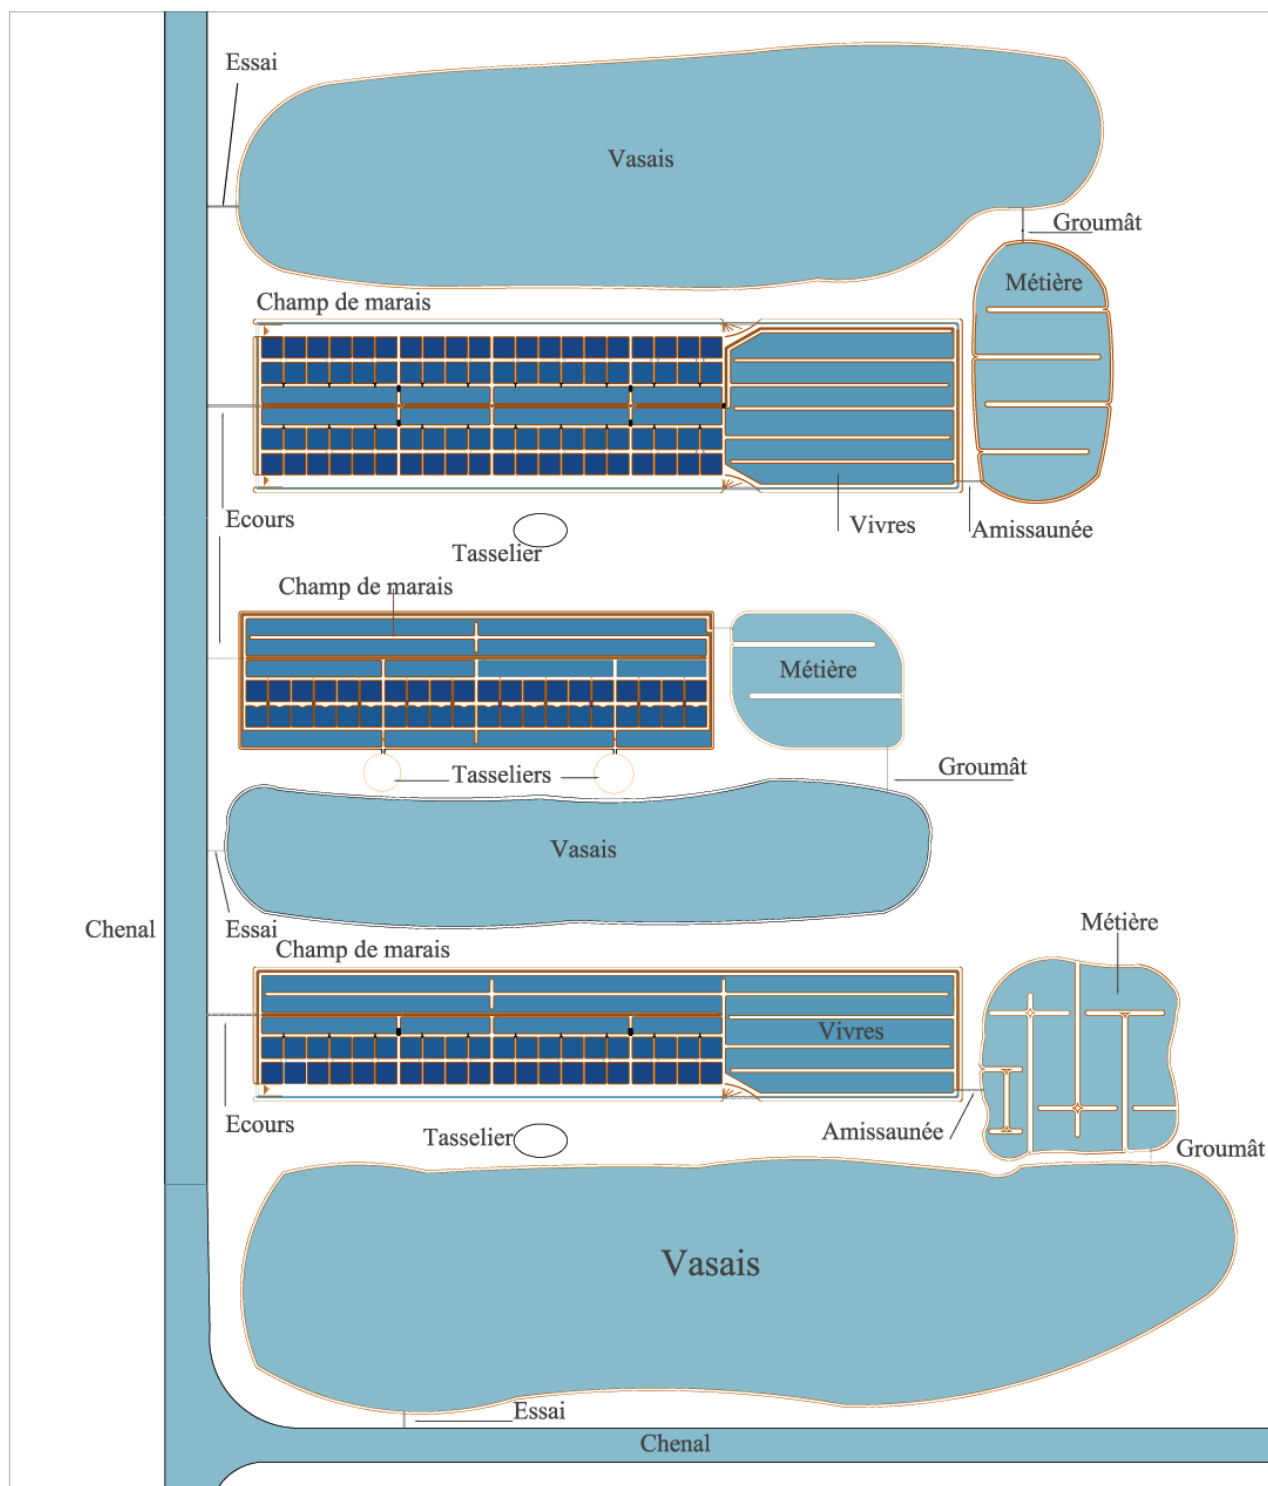 Essai
Vasais
Groumât
Métière
Champ de marais
Ecours
Tasselier
Vivres
Amissaunée
Champ de marais
Métière
Tasseliers
Groumât
Vasais
Chenal
Essai
Champ de marais
Métière
Vivres
Ecours
Tasselier
Amissaunée
Groumât
Vasais
Essai
Chenal